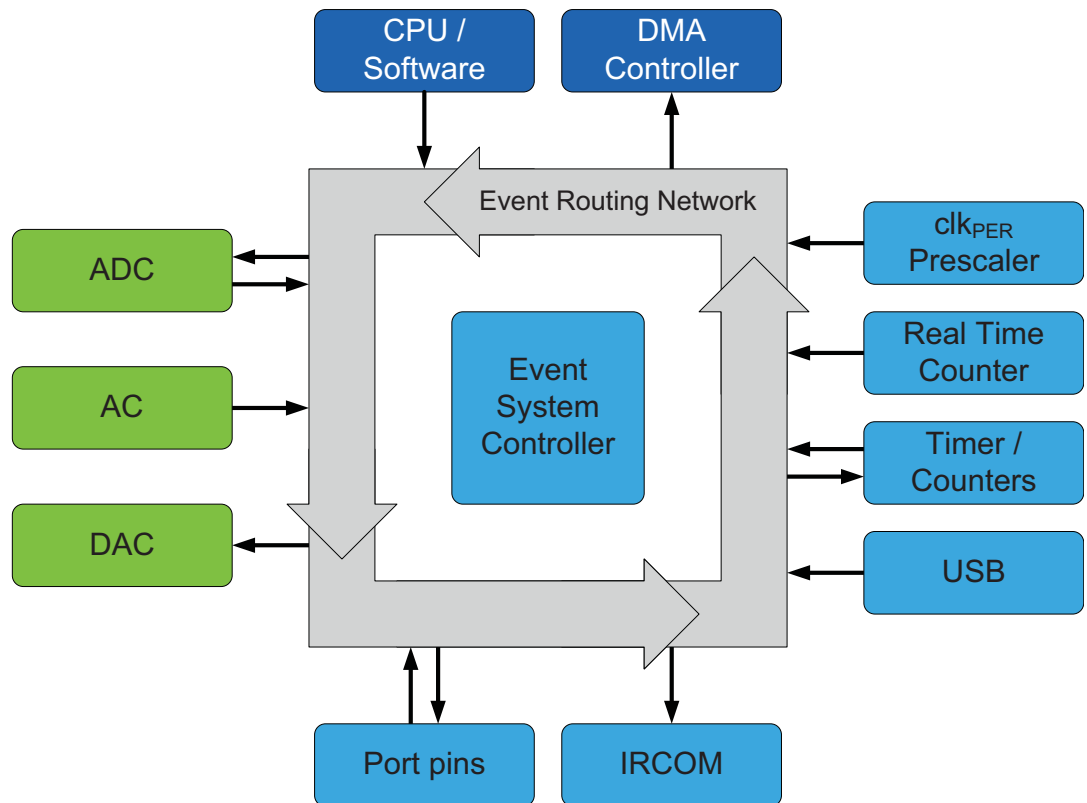 CPU /
Software
DMA
Controller
Event Routing Network
clkPER
Prescaler
ADC
Real Time
Counter
Event
System
Controller
AC
Timer /
Counters
DAC
USB
Port pins
IRCOM